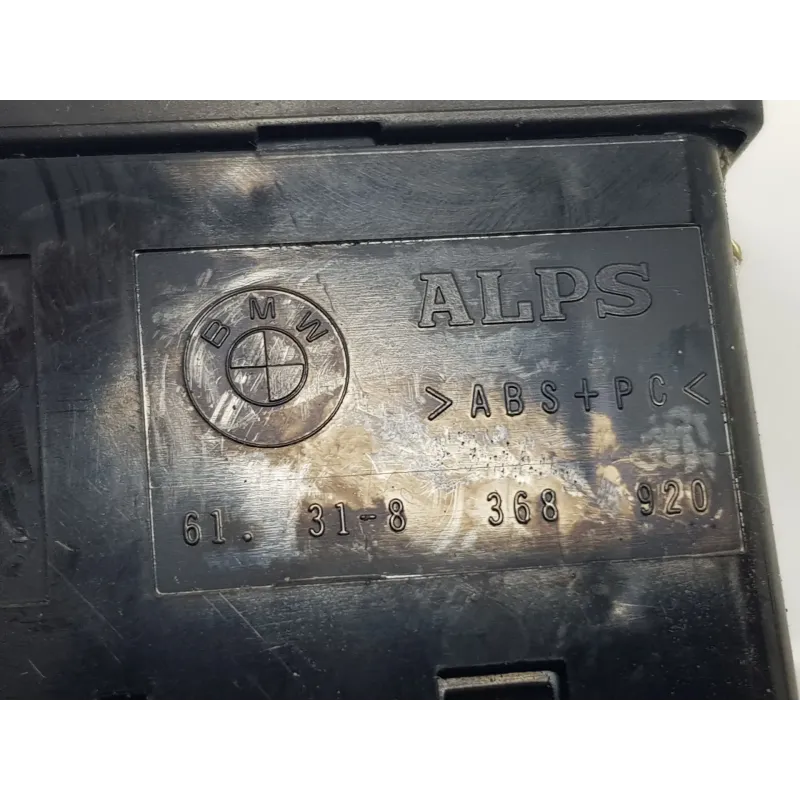 BMW
ALPS
>ABS+PC<
61. 31-8 368 920